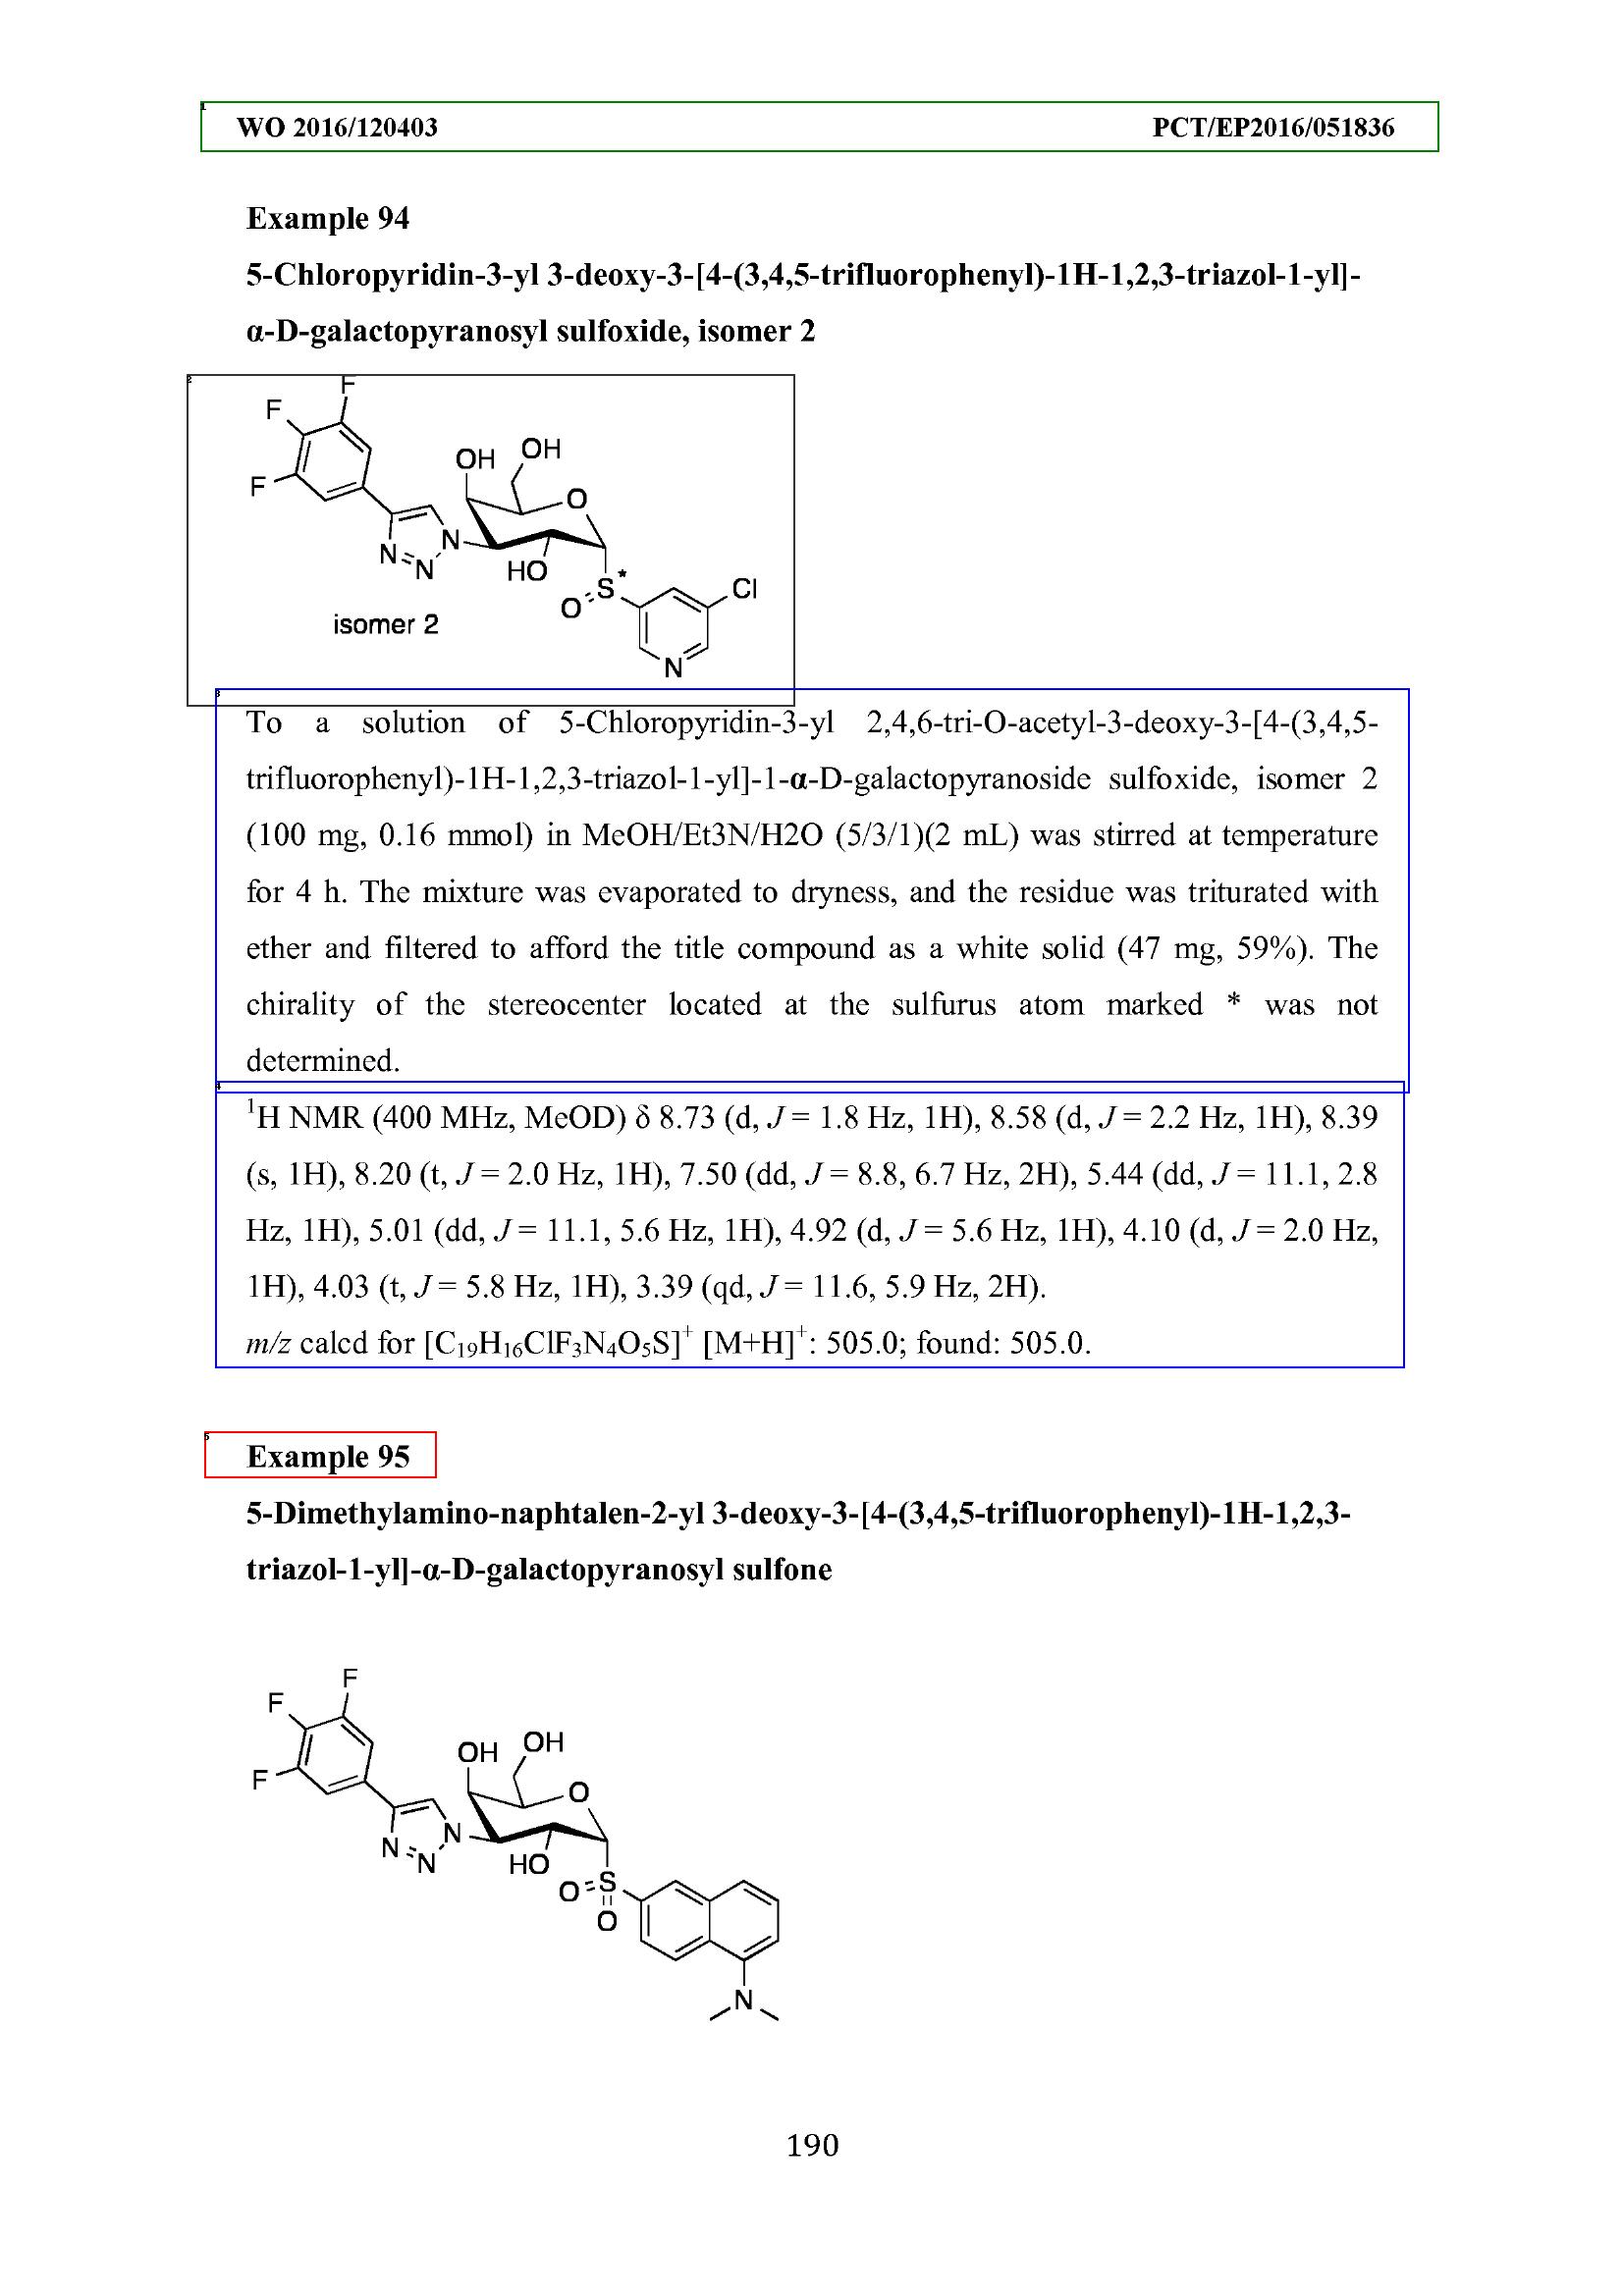 WO 2016/120403 PCT/EP2016/051836
Example 94
5-Chloropyridin-3-yl 3-deoxy-3-[4-(3,4,5-trifluorophenyl)-1H-1,2,3-triazol-1-yl]-
α-D-galactopyranosyl sulfoxide, isomer 2
2
F
F
F
OH
OH
O
N
N
N
HO
S
*
O
Cl
N
isomer 2
3
To a solution of 5-Chloropyridin-3-yl 2,4,6-tri-O-acetyl-3-deoxy-3-[4-(3,4,5-
trifluorophenyl)-1H-1,2,3-triazol-1-yl]-1-α-D-galactopyranoside sulfoxide, isomer 2
(100 mg, 0.16 mmol) in MeOH/Et3N/H2O (5/3/1)(2 mL) was stirred at temperature
for 4 h. The mixture was evaporated to dryness, and the residue was triturated with
ether and filtered to afford the title compound as a white solid (47 mg, 59%). The
chirality of the stereocenter located at the sulfurus atom marked * was not
determined.
4
¹H NMR (400 MHz, MeOD) δ 8.73 (d, J = 1.8 Hz, 1H), 8.58 (d, J = 2.2 Hz, 1H), 8.39
(s, 1H), 8.20 (t, J = 2.0 Hz, 1H), 7.50 (dd, J = 8.8, 6.7 Hz, 2H), 5.44 (dd, J = 11.1, 2.8
Hz, 1H), 5.01 (dd, J = 11.1, 5.6 Hz, 1H), 4.92 (d, J = 5.6 Hz, 1H), 4.10 (d, J = 2.0 Hz,
1H), 4.03 (t, J = 5.8 Hz, 1H), 3.39 (qd, J = 11.6, 5.9 Hz, 2H).
m/z calcd for [C₁₉H₁₆ClF₃N₄O₅S]⁺ [M+H]⁺: 505.0; found: 505.0.
5
Example 95
5-Dimethylamino-naphtalen-2-yl 3-deoxy-3-[4-(3,4,5-trifluorophenyl)-1H-1,2,3-
triazol-1-yl]-α-D-galactopyranosyl sulfone
F
F
F
OH
OH
O
N
N
N
HO
S
O
O
N
190